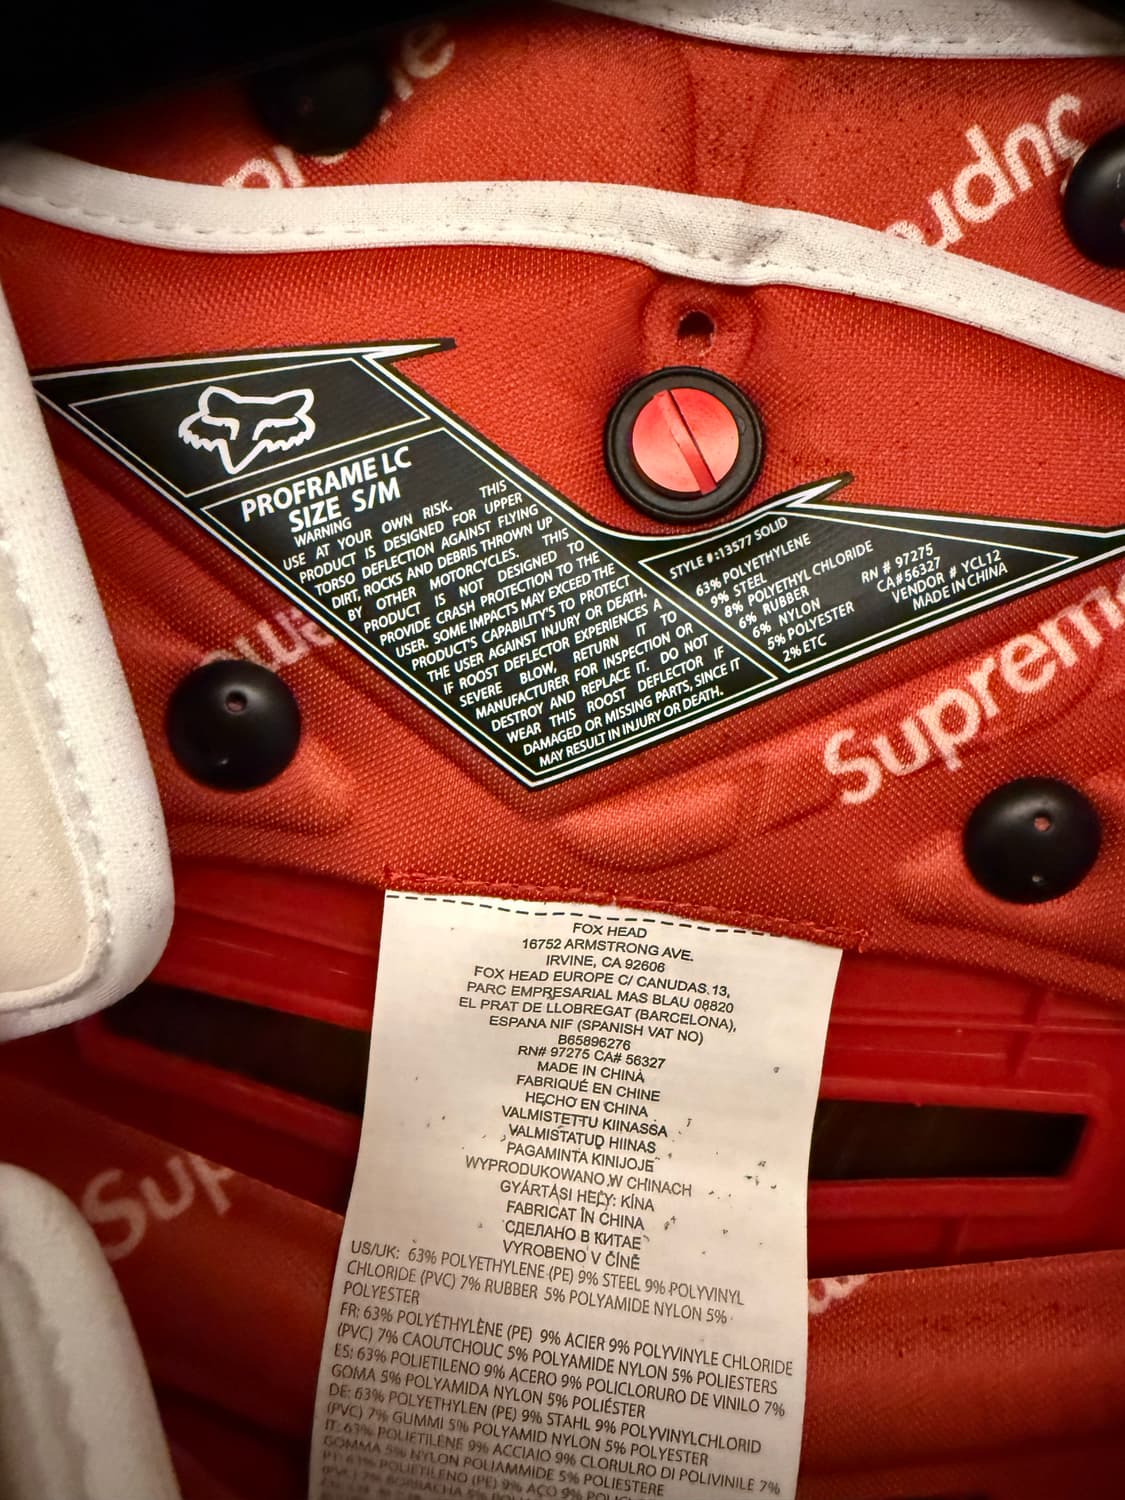 Supreme
PROFRAME LC
SIZE S/M
WARNING
USE AT YOUR OWN RISK. THIS
PRODUCT IS DESIGNED FOR UPPER
TORSO DEFLECTION AGAINST FLYING
DIRT, ROCKS AND DEBRIS THROWN UP
BY OTHER MOTORCYCLES. THIS
PRODUCT IS NOT DESIGNED TO
PROVIDE CRASH PROTECTION TO THE
USER. SOME IMPACTS MAY EXCEED THE
PRODUCT'S CAPABILITY'S TO PROTECT
THE USER AGAINST INJURY OR DEATH.
IF ROOST DEFLECTOR EXPERIENCES A
SEVERE BLOW, RETURN IT TO
MANUFACTURER FOR INSPECTION OR
DESTROY AND REPLACE IT. DO NOT
WEAR THIS ROOST DEFLECTOR IF
DAMAGED OR MISSING PARTS, SINCE IT
MAY RESULT IN INJURY OR DEATH.
STYLE #:13577 SOLID
63% POLYETHYLENE
9% STEEL
8% POLYETHYL CHLORIDE
6% RUBBER
6% NYLON
5% POLYESTER
2% ETC
RN # 97275
CA#56327
VENDOR # YCL12
MADE IN CHINA
Supreme
FOX HEAD
16752 ARMSTRONG AVE.
IRVINE, CA 92606
FOX HEAD EUROPE C/ CANUDAS 13,
PARC EMPRESARIAL MAS BLAU 08820
EL PRAT DE LLOBREGAT (BARCELONA),
ESPANA NIF (SPANISH VAT NO)
B65896276
RN# 97275 CA# 56327
MADE IN CHINA
FABRIQUÉ EN CHINE
HECHO EN CHINA
VALMISTETTU KIINASSA
VALMISTATUD HIINAS
PAGAMINTA KINIJOJE
WYPRODUKOWANO W CHINACH
GYÁRTÁSI HELY: KÍNA
FABRICAT ÎN CHINA
СДЕЛАНО В КИТАЕ
VYROBENO V ČÍNĚ
US/UK: 63% POLYETHYLENE (PE) 9% STEEL 9% POLYVINYL
CHLORIDE (PVC) 7% RUBBER 5% POLYAMIDE NYLON 5%
POLYESTER
FR: 63% POLYÉTHYLÈNE (PE) 9% ACIER 9% POLYVINYLE CHLORIDE
(PVC) 7% CAOUTCHOUC 5% POLYAMIDE NYLON 5% POLIESTERS
ES: 63% POLIETILENO 9% ACERO 9% POLICLORURO DE VINILO 7%
GOMA 5% POLYAMIDA NYLON 5% POLIÉSTER
DE: 63% POLYETHYLEN (PE) 9% STAHL 9% POLYVINYLCHLORID
(PVC) 7% GUMMI 5% POLYAMID NYLON 5% POLYESTER
IT: 63% POLIETILENE 9% ACCIAIO 9% CLORULRO DI POLIVINILE 7%
GOMMA 5% NYLON POLIAMMIDE 5% POLIESTERE
PT: 63% POLIETILENO (PE) 9% AÇO 9%